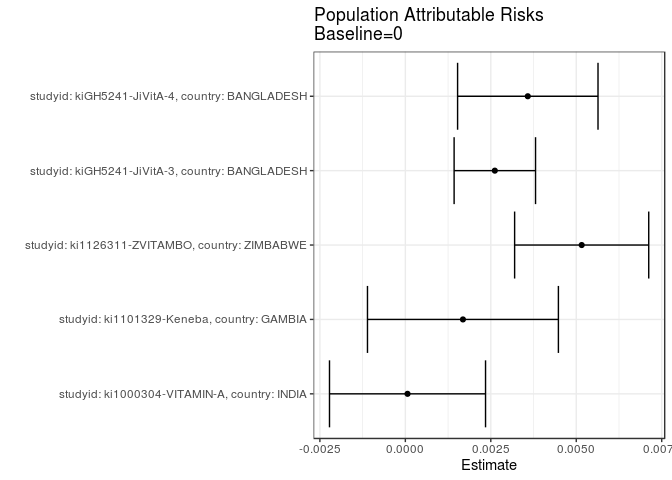 Population Attributable Risks
Baseline=0
studyid: kiGH5241-JiVitA-4, country: BANGLADESH
studyid: kiGH5241-JiVitA-3, country: BANGLADESH
studyid: ki1126311-ZVITAMBO, country: ZIMBABWE
studyid: ki1101329-Keneba, country: GAMBIA
studyid: ki1000304-VITAMIN-A, country: INDIA
-0.0025 0.0000 0.0025 0.0050 0.007
Estimate